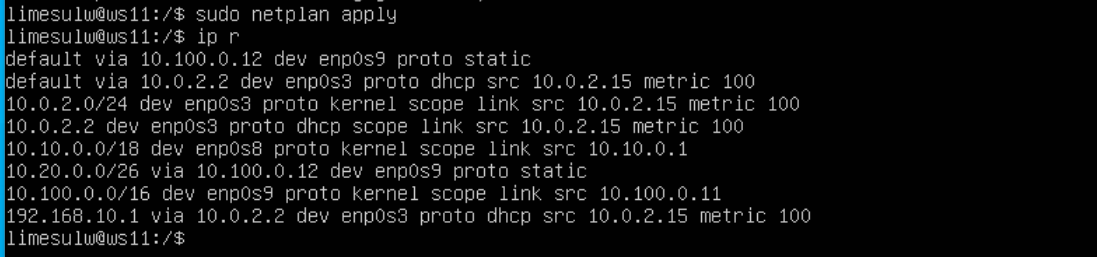 limesulw@ws11:/$ sudo netplan apply
limesulw@ws11:/$ ip r
default via 10.100.0.12 dev enp0s9 proto static
default via 10.0.2.2 dev enp0s3 proto dhcp src 10.0.2.15 metric 100
10.0.2.0/24 dev enp0s3 proto kernel scope link src 10.0.2.15 metric 100
10.0.2.2 dev enp0s3 proto dhcp scope link src 10.0.2.15 metric 100
10.10.0.0/18 dev enp0s8 proto kernel scope link src 10.10.0.1
10.20.0.0/26 via 10.100.0.12 dev enp0s9 proto static
10.100.0.0/16 dev enp0s9 proto kernel scope link src 10.100.0.11
192.168.10.1 via 10.0.2.2 dev enp0s3 proto dhcp src 10.0.2.15 metric 100
limesulw@ws11:/$